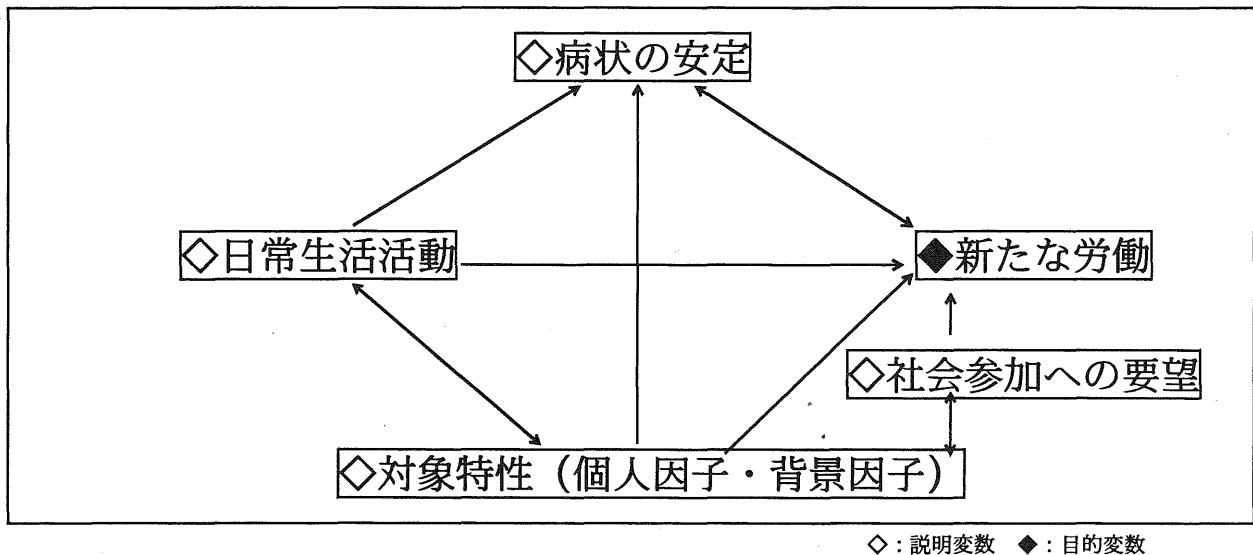 ◇病状の安定
◇日常生活活動
◆新たな労働
◇社会参加への要望
◇対象特性（個人因子・背景因子）
◇：説明変数　◆：目的変数